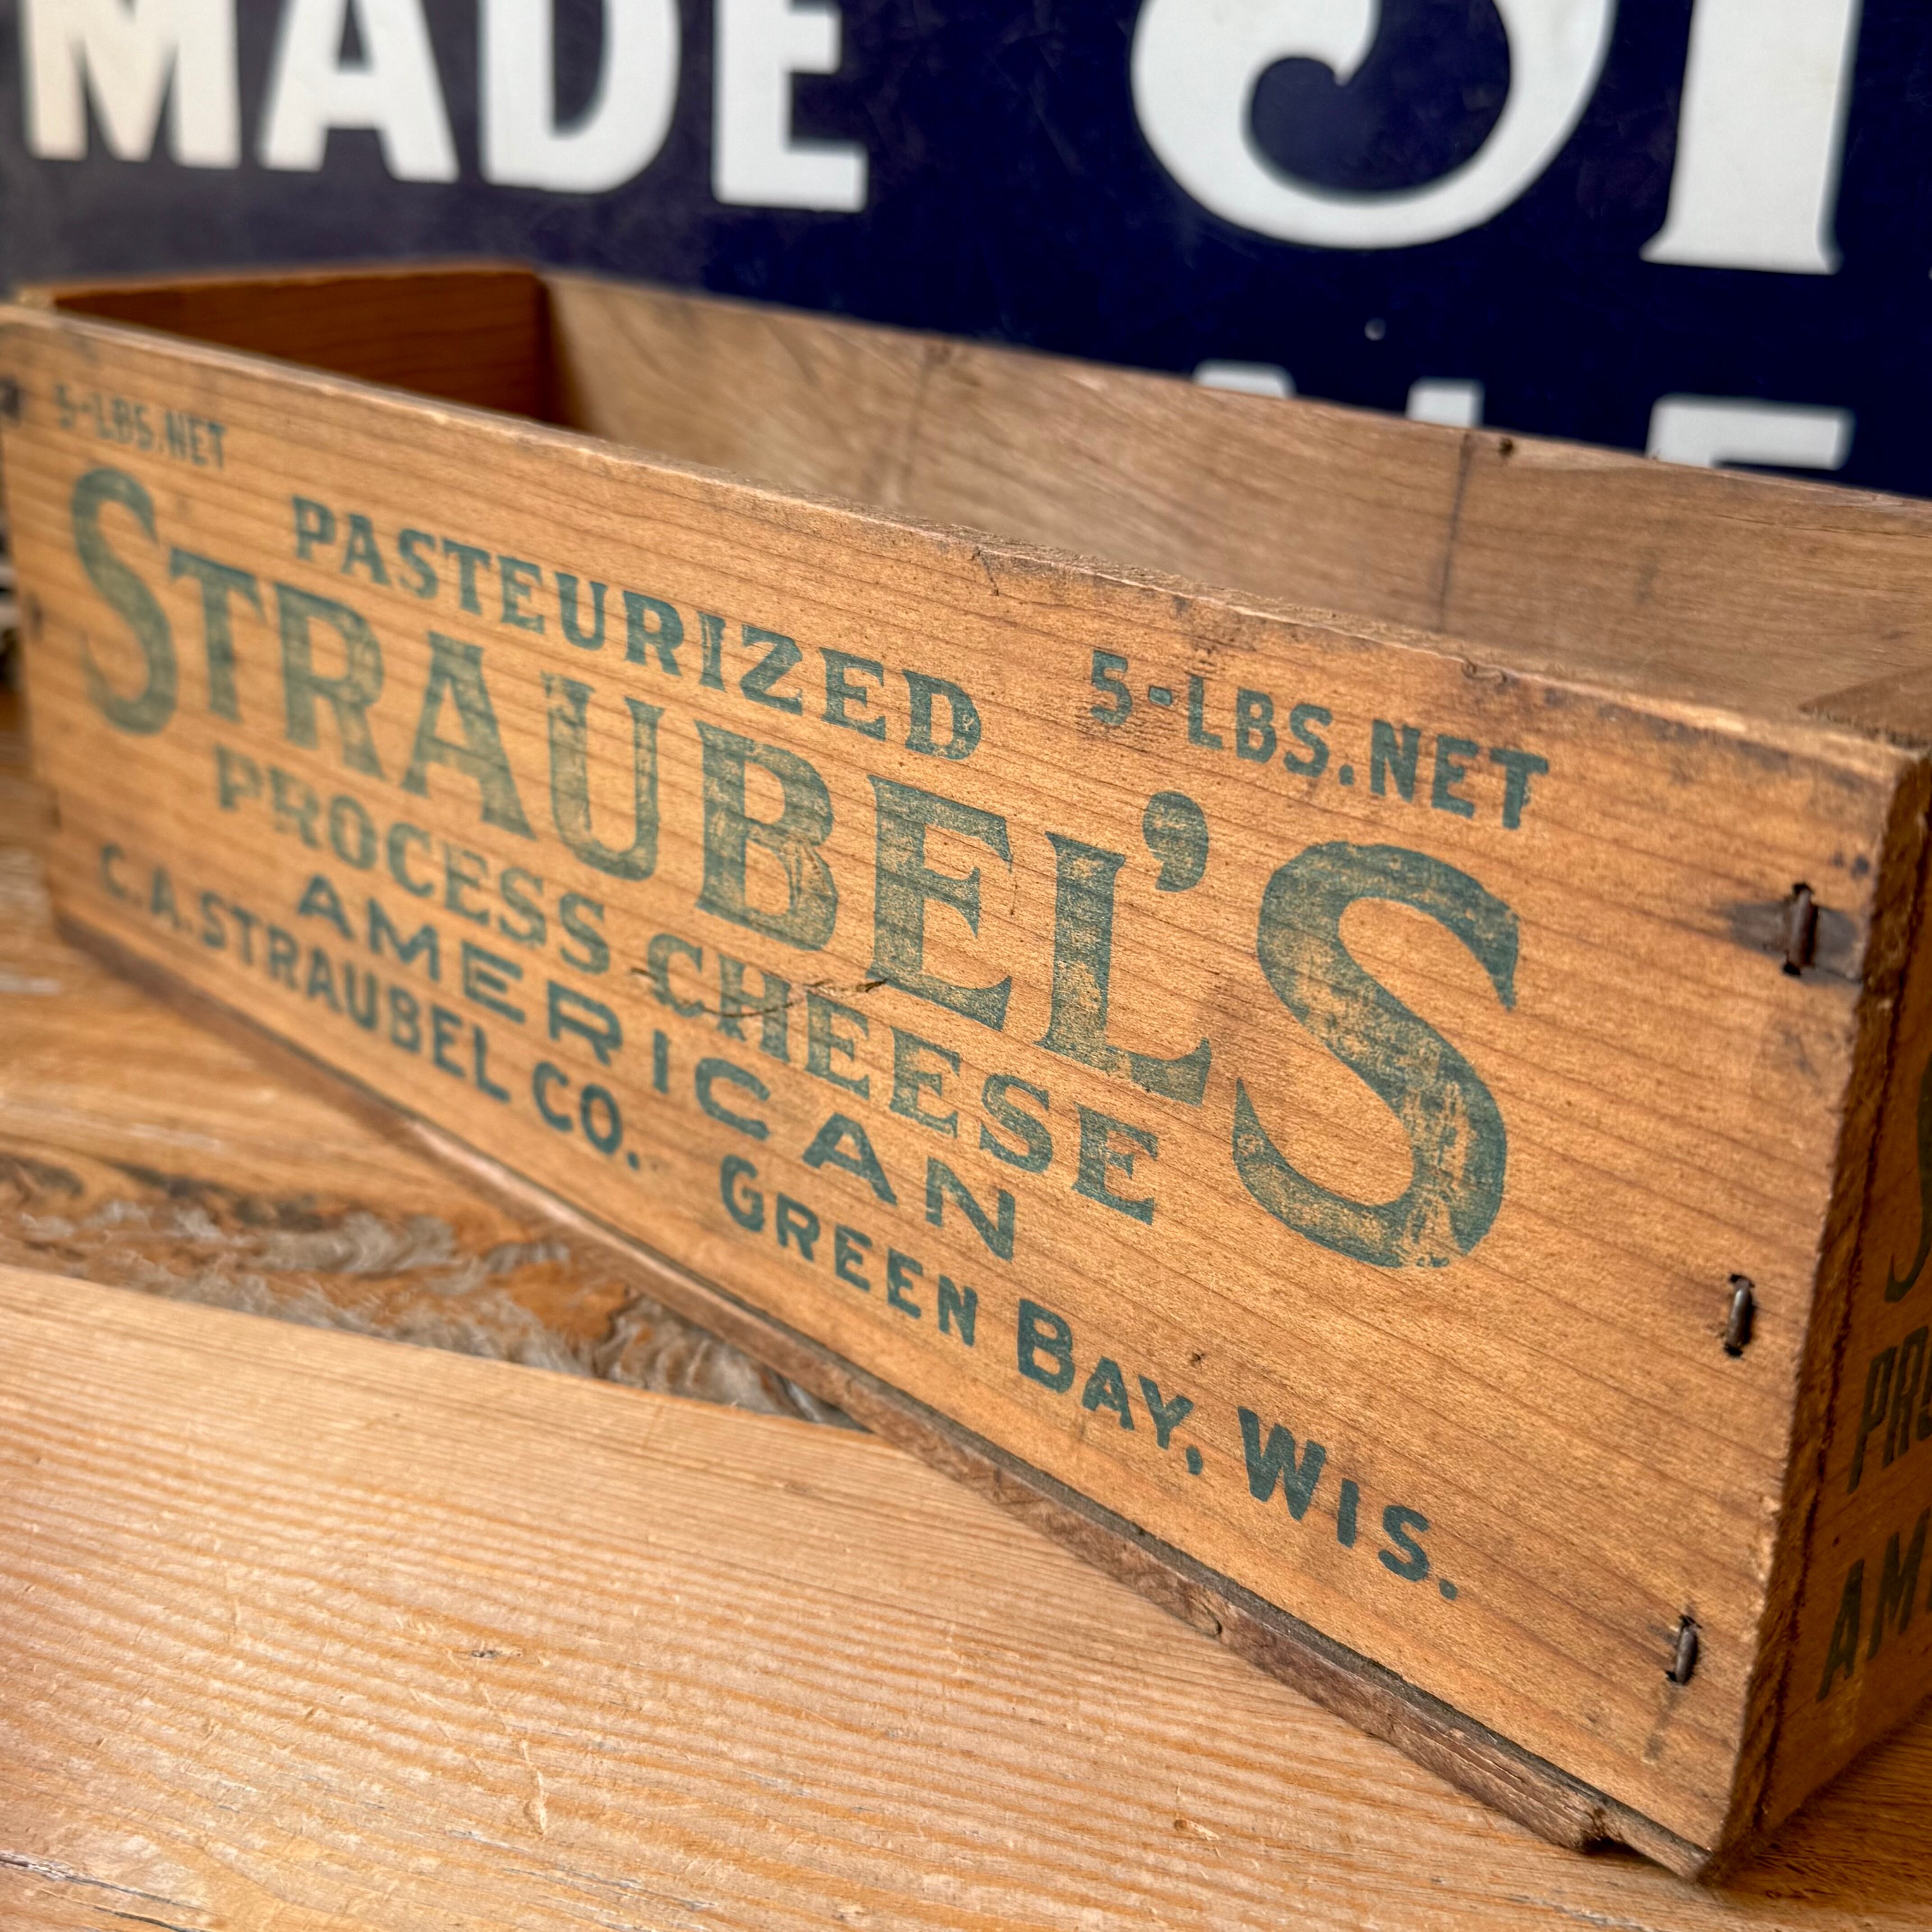 MADE
5-LBS.NET
PASTEURIZED
5-LBS.NET
STRAUBEL'S
PROCESS CHEESE
AMERICAN
C.A.STRAUBEL CO. GREEN BAY, WIS.